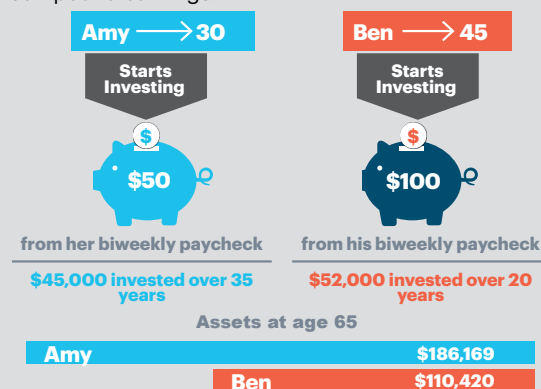 Amy → 30
Starts
Investing
$
$50
from her biweekly paycheck
$45,000 invested over 35
years
Ben → 45
Starts
Investing
$
$100
from his biweekly paycheck
$52,000 invested over 20
years
Assets at age 65
Amy $186,169
Ben $110,420